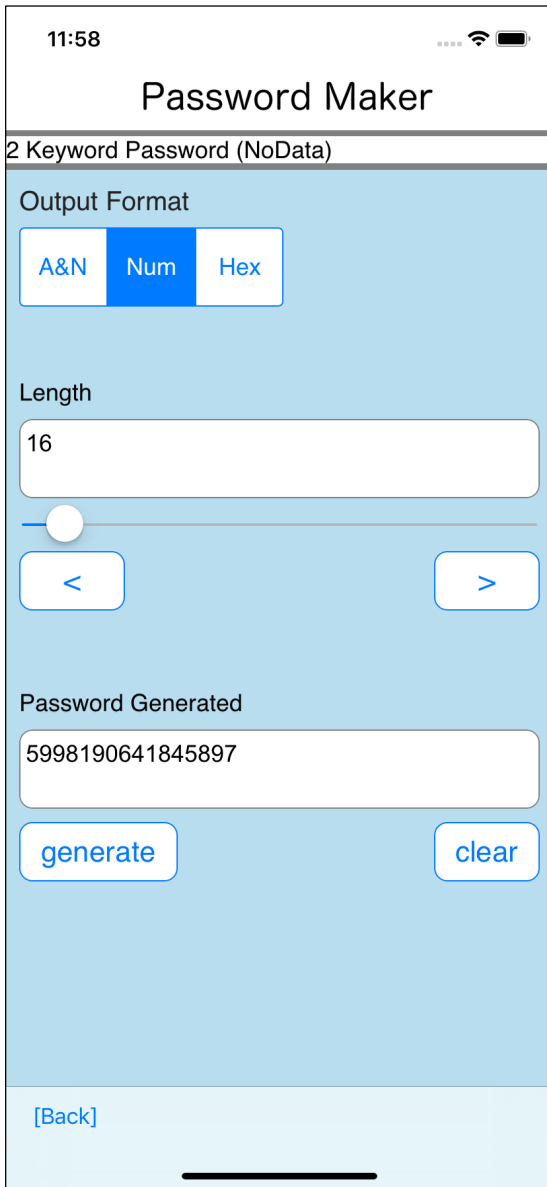 11:58
Password Maker
2 Keyword Password (NoData)
Output Format
A&N Num Hex
Length
16
< >
Password Generated
5998190641845897
generate clear
[Back]